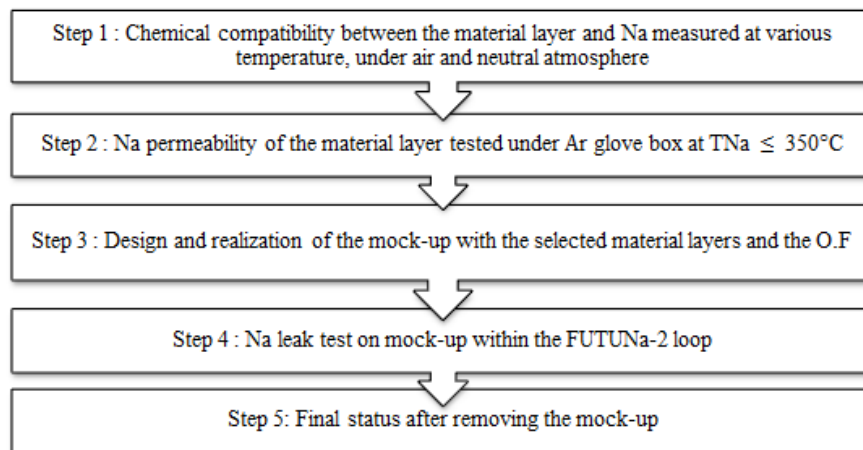 Step 1 : Chemical compatibility between the material layer and Na measured at various
temperature, under air and neutral atmosphere
Step 2 : Na permeability of the material layer tested under Ar glove box at TNa ≤ 350°C
Step 3 : Design and realization of the mock-up with the selected material layers and the O.F
Step 4 : Na leak test on mock-up within the FUTUNa-2 loop
Step 5: Final status after removing the mock-up